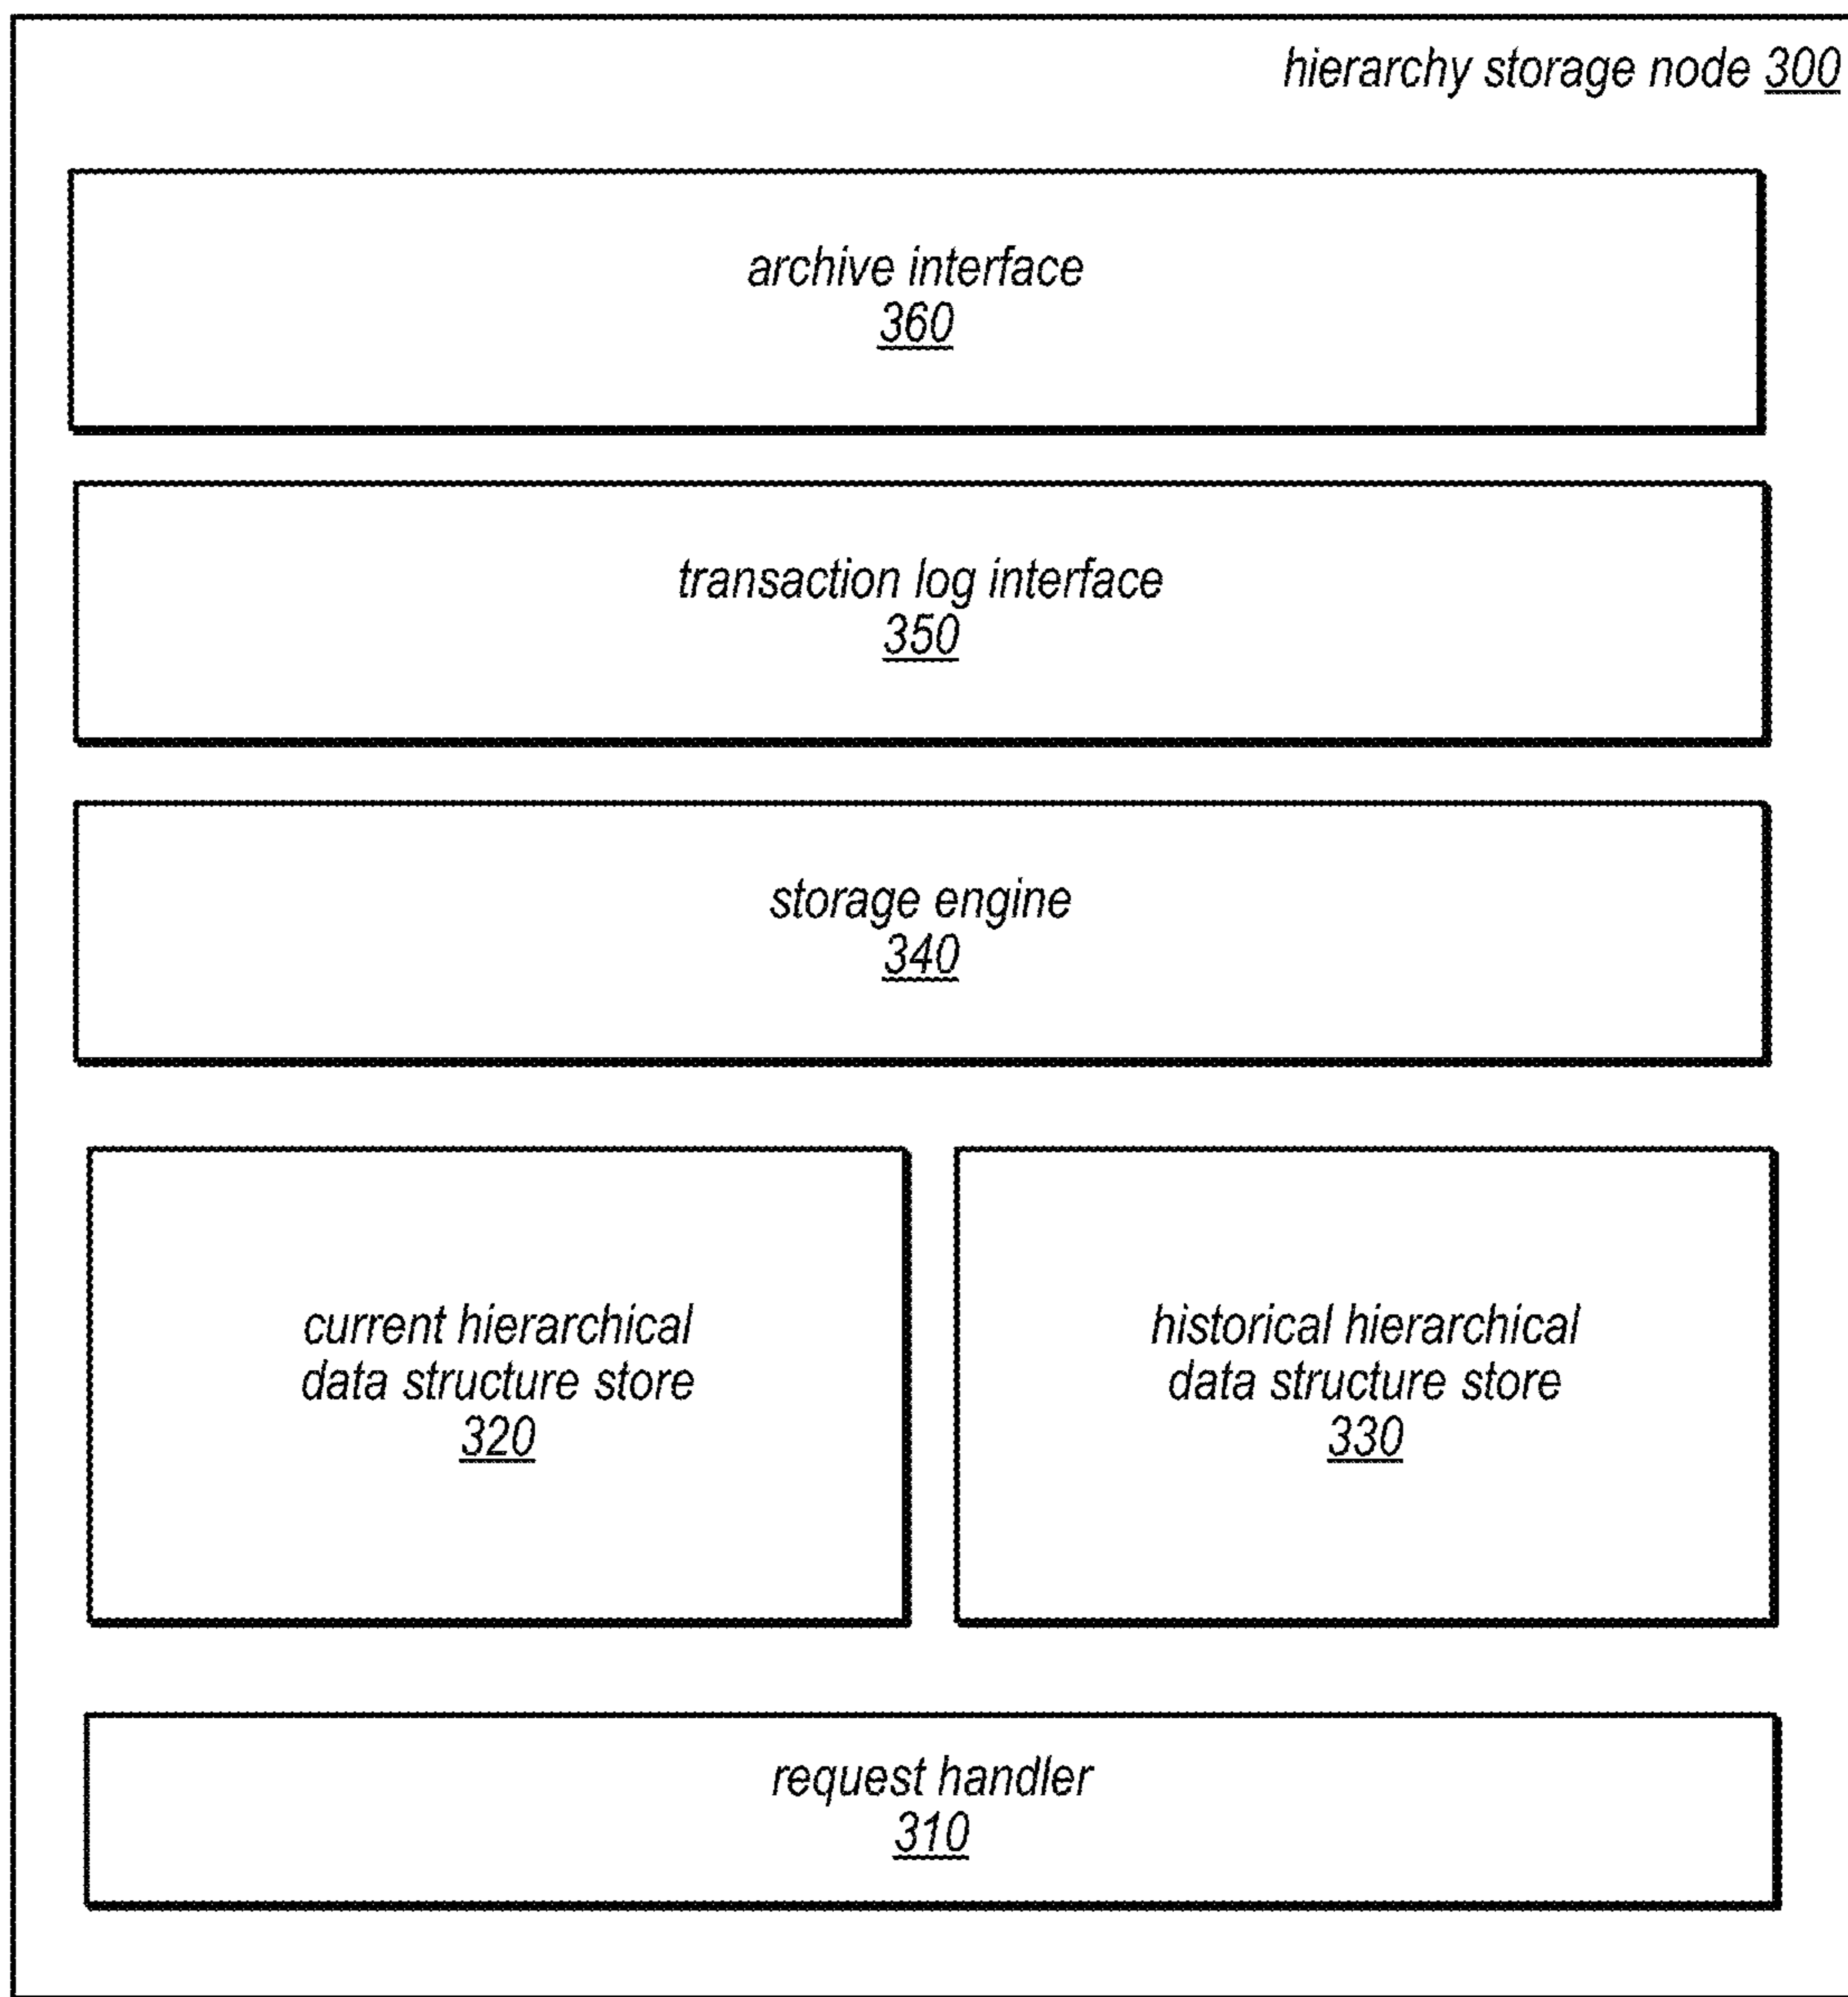 hierarchy storage node 300
archive interface
360
transaction log interface
350
storage engine
340
current hierarchical
data structure store
320
historical hierarchical
data structure store
330
request handler
310